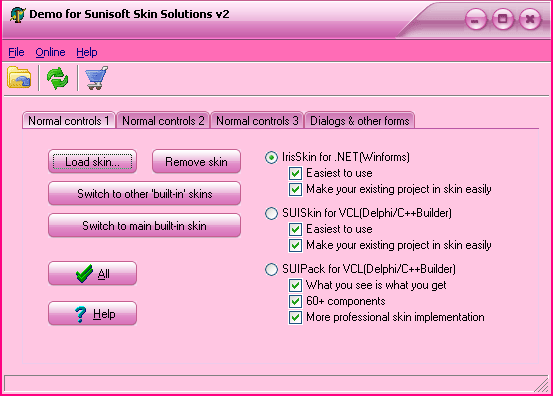 Demo for Sunisoft Skin Solutions v2
File Online Help
Normal controls 1 Normal controls 2 Normal controls 3 Dialogs & other forms
Load skin... Remove skin
Switch to other 'built-in' skins
Switch to main built-in skin
All
Help
IrisSkin for .NET(Winforms)
Easiest to use
Make your existing project in skin easily
SUISkin for VCL(Delphi/C++Builder)
Easiest to use
Make your existing project in skin easily
SUIPack for VCL(Delphi/C++Builder)
What you see is what you get
60+ components
More professional skin implementation